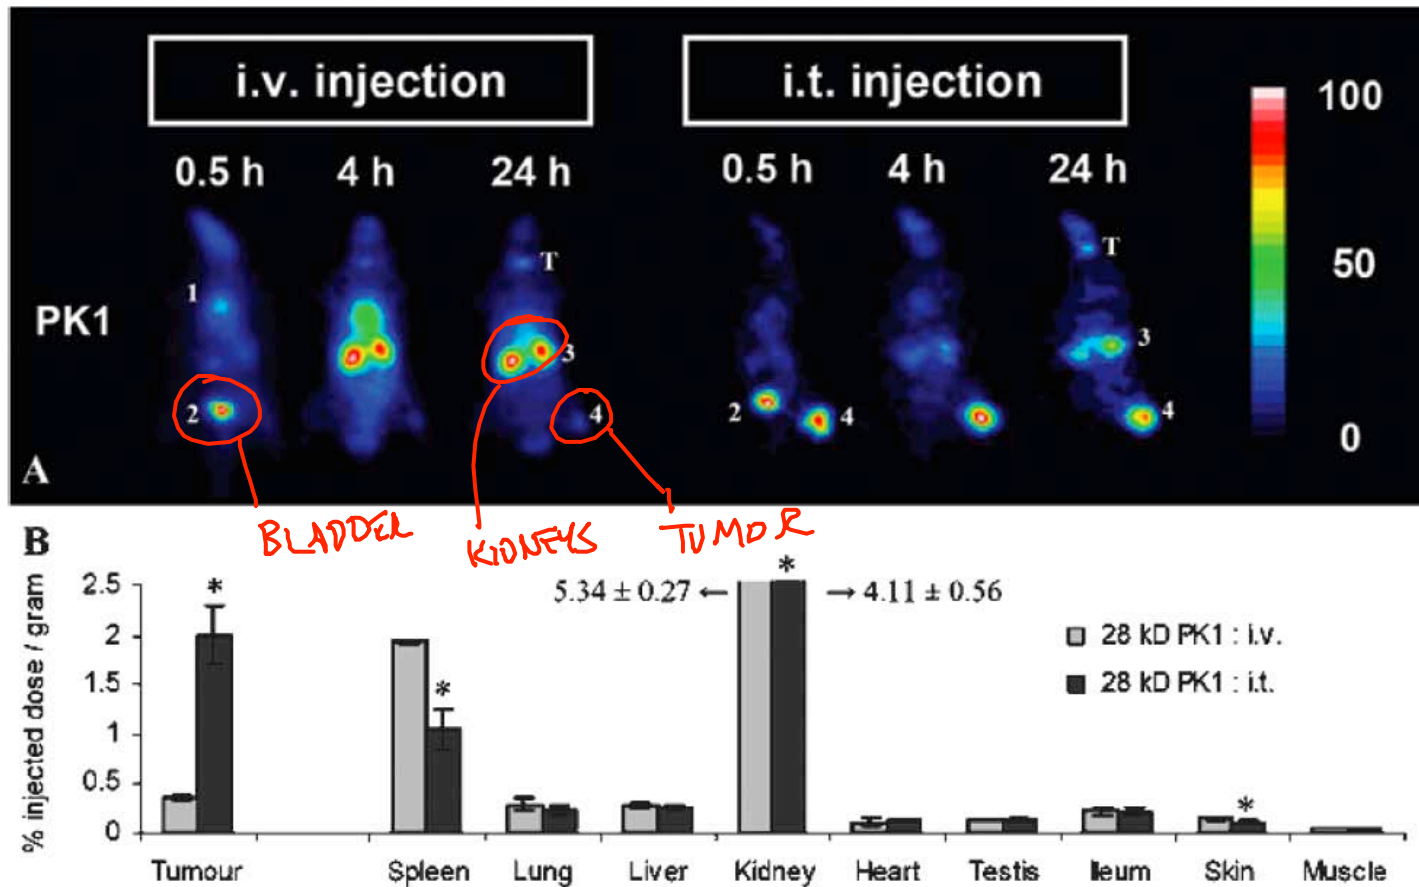 i.v. injection
i.t. injection
0.5 h 4 h 24 h
0.5 h 4 h 24 h
100
50
0
PK1
1
2
T
3
4
2
4
T
3
4
A
BLADDER
KIDNEYS
TUMOR
B
% injected dose / gram
2.5
2
1.5
1
0.5
0
*
*
*
*
5.34 ± 0.27 ←
→ 4.11 ± 0.56
28 kD PK1 : i.v.
28 kD PK1 : i.t.
Tumour Spleen Lung Liver Kidney Heart Testis Ileum Skin Muscle